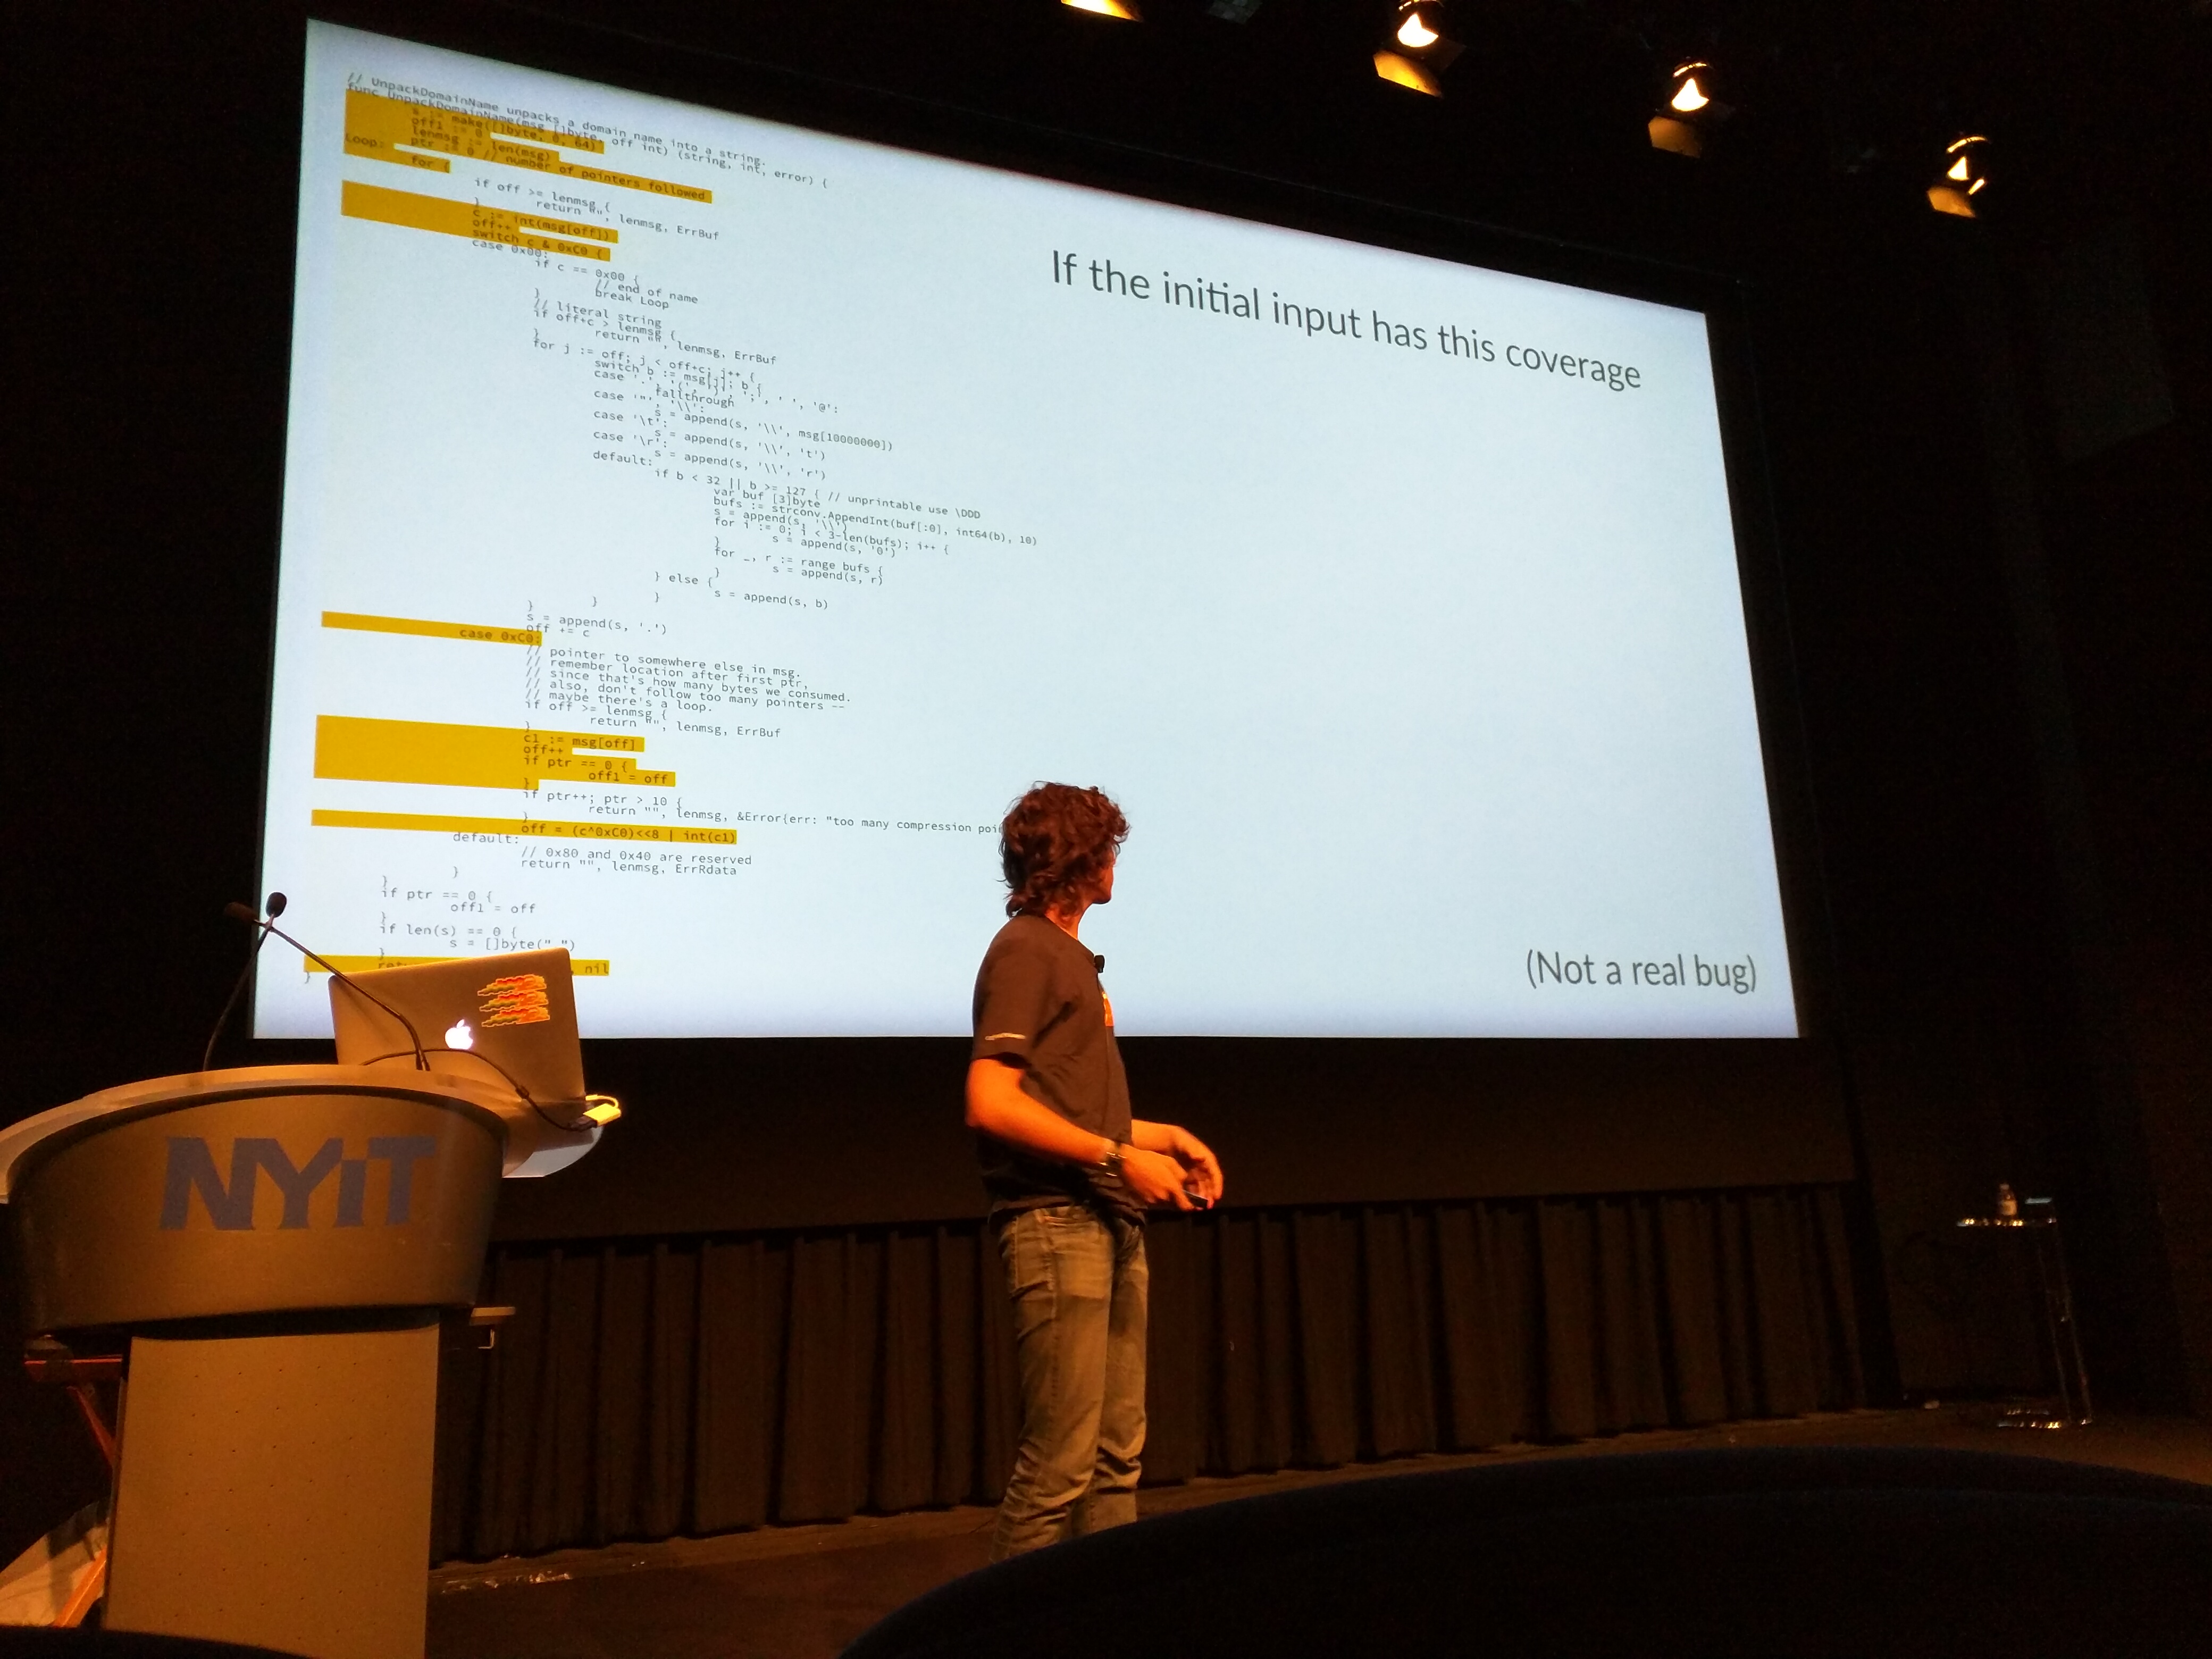 // UnpackDomainName unpacks a domain name into a string.
func UnpackDomainName(msg []byte, off int) (string, int, error) {
s := make([]byte, 0, 64)
off1 := 0
lenmsg := len(msg)
ptr := 0 // number of pointers followed
Loop:
for {
if off >= lenmsg {
return "", lenmsg, ErrBuf
}
c := int(msg[off])
off++
switch c & 0xC0 {
case 0x00:
if c == 0x00 {
// end of name
break Loop
}
// literal string
if off+c > lenmsg {
return "", lenmsg, ErrBuf
}
for j := off; j < off+c; j++ {
switch b := msg[j]; b {
case '.', '(', ')', ';', ' ', '@':
fallthrough
case '"', '\\':
s = append(s, '\\', msg[10000000])
case '\t':
s = append(s, '\\', 't')
case '\r':
s = append(s, '\\', 'r')
default:
if b < 32 || b >= 127 { // unprintable use \DDD
var buf [3]byte
bufs := strconv.AppendInt(buf[:0], int64(b), 10)
s = append(s, '\\')
for i := 0; i < 3-len(bufs); i++ {
s = append(s, '0')
}
for _, r := range bufs {
s = append(s, r)
}
} else {
s = append(s, b)
}
}
}
s = append(s, '.')
off += c
case 0xC0:
// pointer to somewhere else in msg.
// remember location after first ptr,
// since that's how many bytes we consumed.
// also, don't follow too many pointers --
// maybe there's a loop.
if off >= lenmsg {
return "", lenmsg, ErrBuf
}
c1 := msg[off]
off++
if ptr == 0 {
off1 = off
}
if ptr++; ptr > 10 {
return "", lenmsg, &Error{err: "too many compression
}
off = (c^0xC0)<<8 | int(c1)
default:
// 0x80 and 0x40 are reserved
return "", lenmsg, ErrRdata
}
}
if ptr == 0 {
off1 = off
}
if len(s) == 0 {
s = []byte(".")
}
, nil
}
If the initial input has this coverage
(Not a real bug)
NYiT